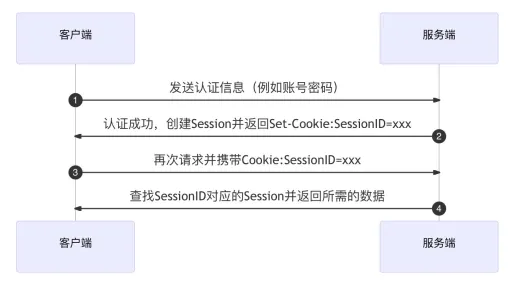 客户端
服务端
发送认证信息（例如账号密码）
1
认证成功，创建Session并返回Set-Cookie:SessionID=xxx
2
再次请求并携带Cookie:SessionID=xxx
3
查找SessionID对应的Session并返回所需的数据
4
客户端
服务端